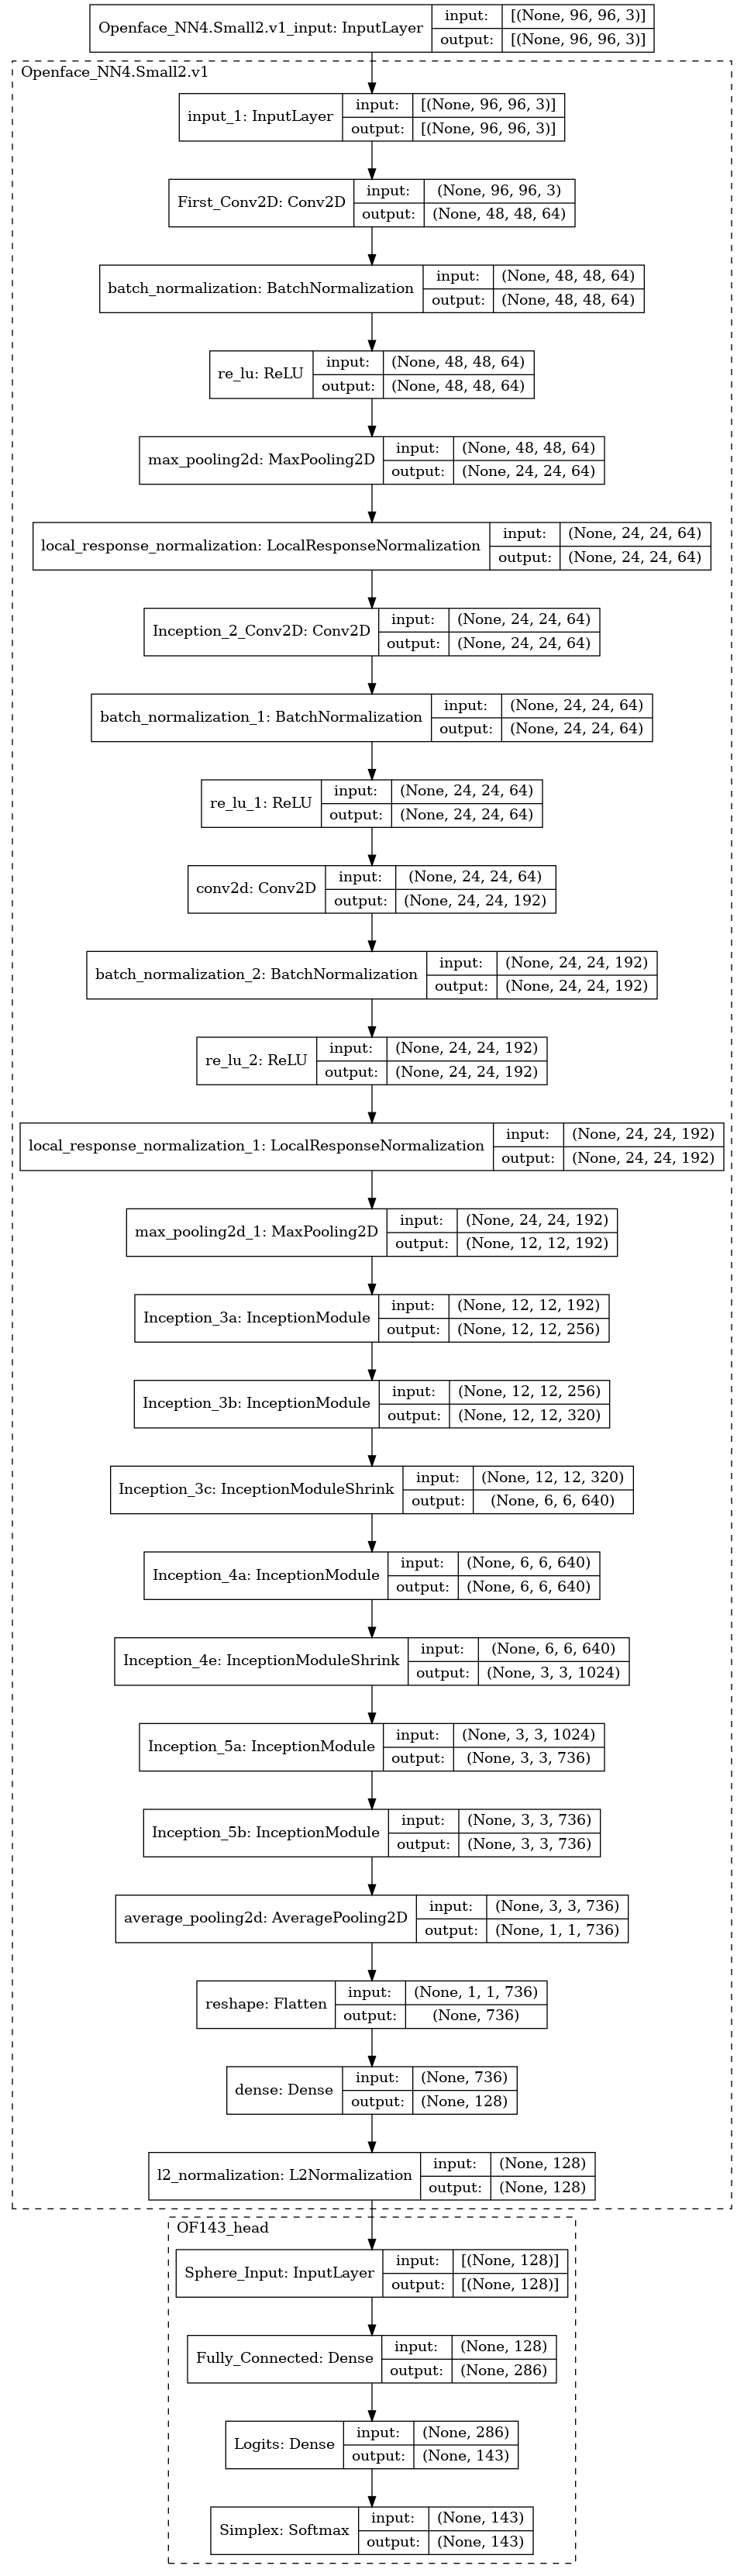 Openface_NN4.Small2.v1_input: InputLayer input: [(None, 96, 96, 3)]
output: [(None, 96, 96, 3)]
Openface_NN4.Small2.v1
input_1: InputLayer input: [(None, 96, 96, 3)]
output: [(None, 96, 96, 3)]
First_Conv2D: Conv2D input: (None, 96, 96, 3)
output: (None, 48, 48, 64)
batch_normalization: BatchNormalization input: (None, 48, 48, 64)
output: (None, 48, 48, 64)
re_lu: ReLU input: (None, 48, 48, 64)
output: (None, 48, 48, 64)
max_pooling2d: MaxPooling2D input: (None, 48, 48, 64)
output: (None, 24, 24, 64)
local_response_normalization: LocalResponseNormalization input: (None, 24, 24, 64)
output: (None, 24, 24, 64)
Inception_2_Conv2D: Conv2D input: (None, 24, 24, 64)
output: (None, 24, 24, 64)
batch_normalization_1: BatchNormalization input: (None, 24, 24, 64)
output: (None, 24, 24, 64)
re_lu_1: ReLU input: (None, 24, 24, 64)
output: (None, 24, 24, 64)
conv2d: Conv2D input: (None, 24, 24, 64)
output: (None, 24, 24, 192)
batch_normalization_2: BatchNormalization input: (None, 24, 24, 192)
output: (None, 24, 24, 192)
re_lu_2: ReLU input: (None, 24, 24, 192)
output: (None, 24, 24, 192)
local_response_normalization_1: LocalResponseNormalization input: (None, 24, 24, 192)
output: (None, 24, 24, 192)
max_pooling2d_1: MaxPooling2D input: (None, 24, 24, 192)
output: (None, 12, 12, 192)
Inception_3a: InceptionModule input: (None, 12, 12, 192)
output: (None, 12, 12, 256)
Inception_3b: InceptionModule input: (None, 12, 12, 256)
output: (None, 12, 12, 320)
Inception_3c: InceptionModuleShrink input: (None, 12, 12, 320)
output: (None, 6, 6, 640)
Inception_4a: InceptionModule input: (None, 6, 6, 640)
output: (None, 6, 6, 640)
Inception_4e: InceptionModuleShrink input: (None, 6, 6, 640)
output: (None, 3, 3, 1024)
Inception_5a: InceptionModule input: (None, 3, 3, 1024)
output: (None, 3, 3, 736)
Inception_5b: InceptionModule input: (None, 3, 3, 736)
output: (None, 3, 3, 736)
average_pooling2d: AveragePooling2D input: (None, 3, 3, 736)
output: (None, 1, 1, 736)
reshape: Flatten input: (None, 1, 1, 736)
output: (None, 736)
dense: Dense input: (None, 736)
output: (None, 128)
l2_normalization: L2Normalization input: (None, 128)
output: (None, 128)
OF143_head
Sphere_Input: InputLayer input: [(None, 128)]
output: [(None, 128)]
Fully_Connected: Dense input: (None, 128)
output: (None, 286)
Logits: Dense input: (None, 286)
output: (None, 143)
Simplex: Softmax input: (None, 143)
output: (None, 143)